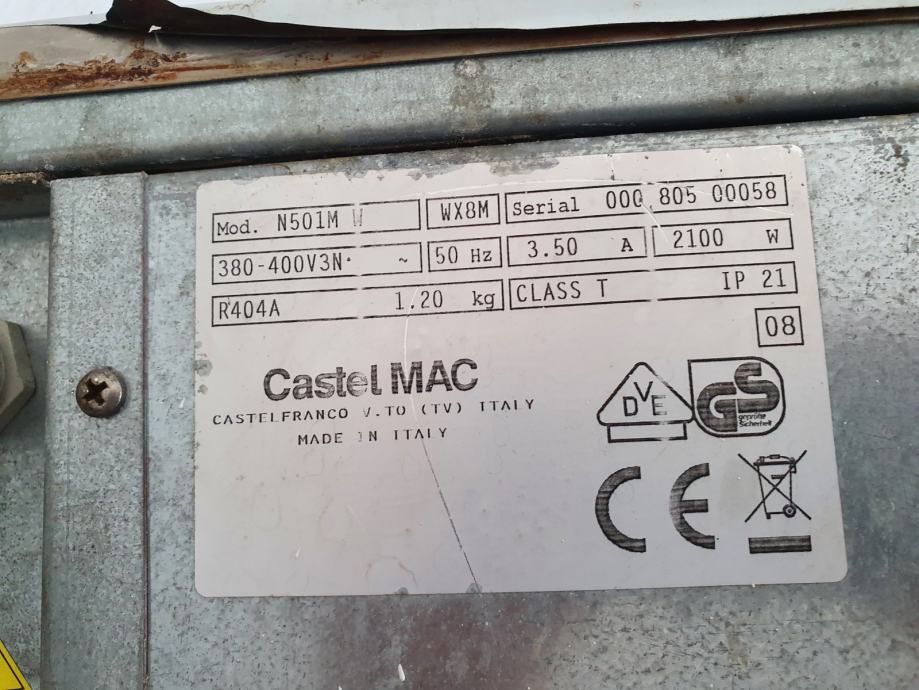 Mod. N501M W WX8M Serial 000 805 00058
380-400V3N ~ 50 Hz 3.50 A 2100 W
R404A 1.20 kg CLASS T IP 21
08
Castel MAC
CASTELFRANCO V.TO (TV) ITALY
MADE IN ITALY
DVE
GS
geprüfte
Sicherheit
CE